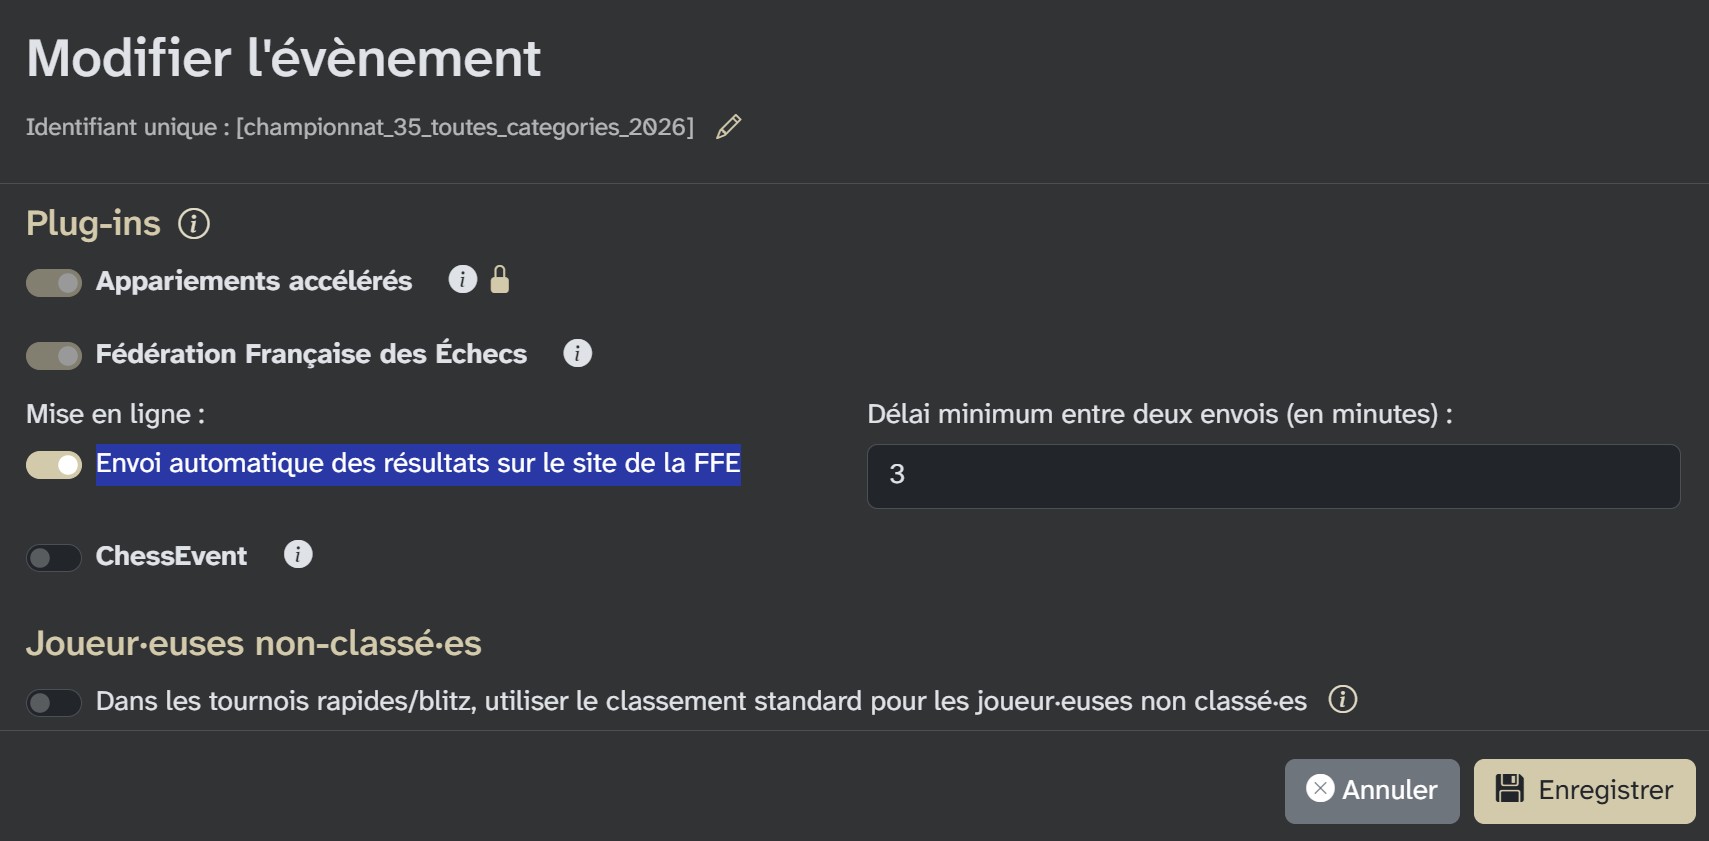 Modifier l'évènement
Identifiant unique : [championnat_35_toutes_categories_2026]
Plug-ins
Appariements accélérés
Fédération Française des Échecs
Mise en ligne :
Envoi automatique des résultats sur le site de la FFE
Délai minimum entre deux envois (en minutes) :
3
ChessEvent
Joueur·euses non-classé·es
Dans les tournois rapides/blitz, utiliser le classement standard pour les joueur·euses non classé·es
Annuler
Enregistrer